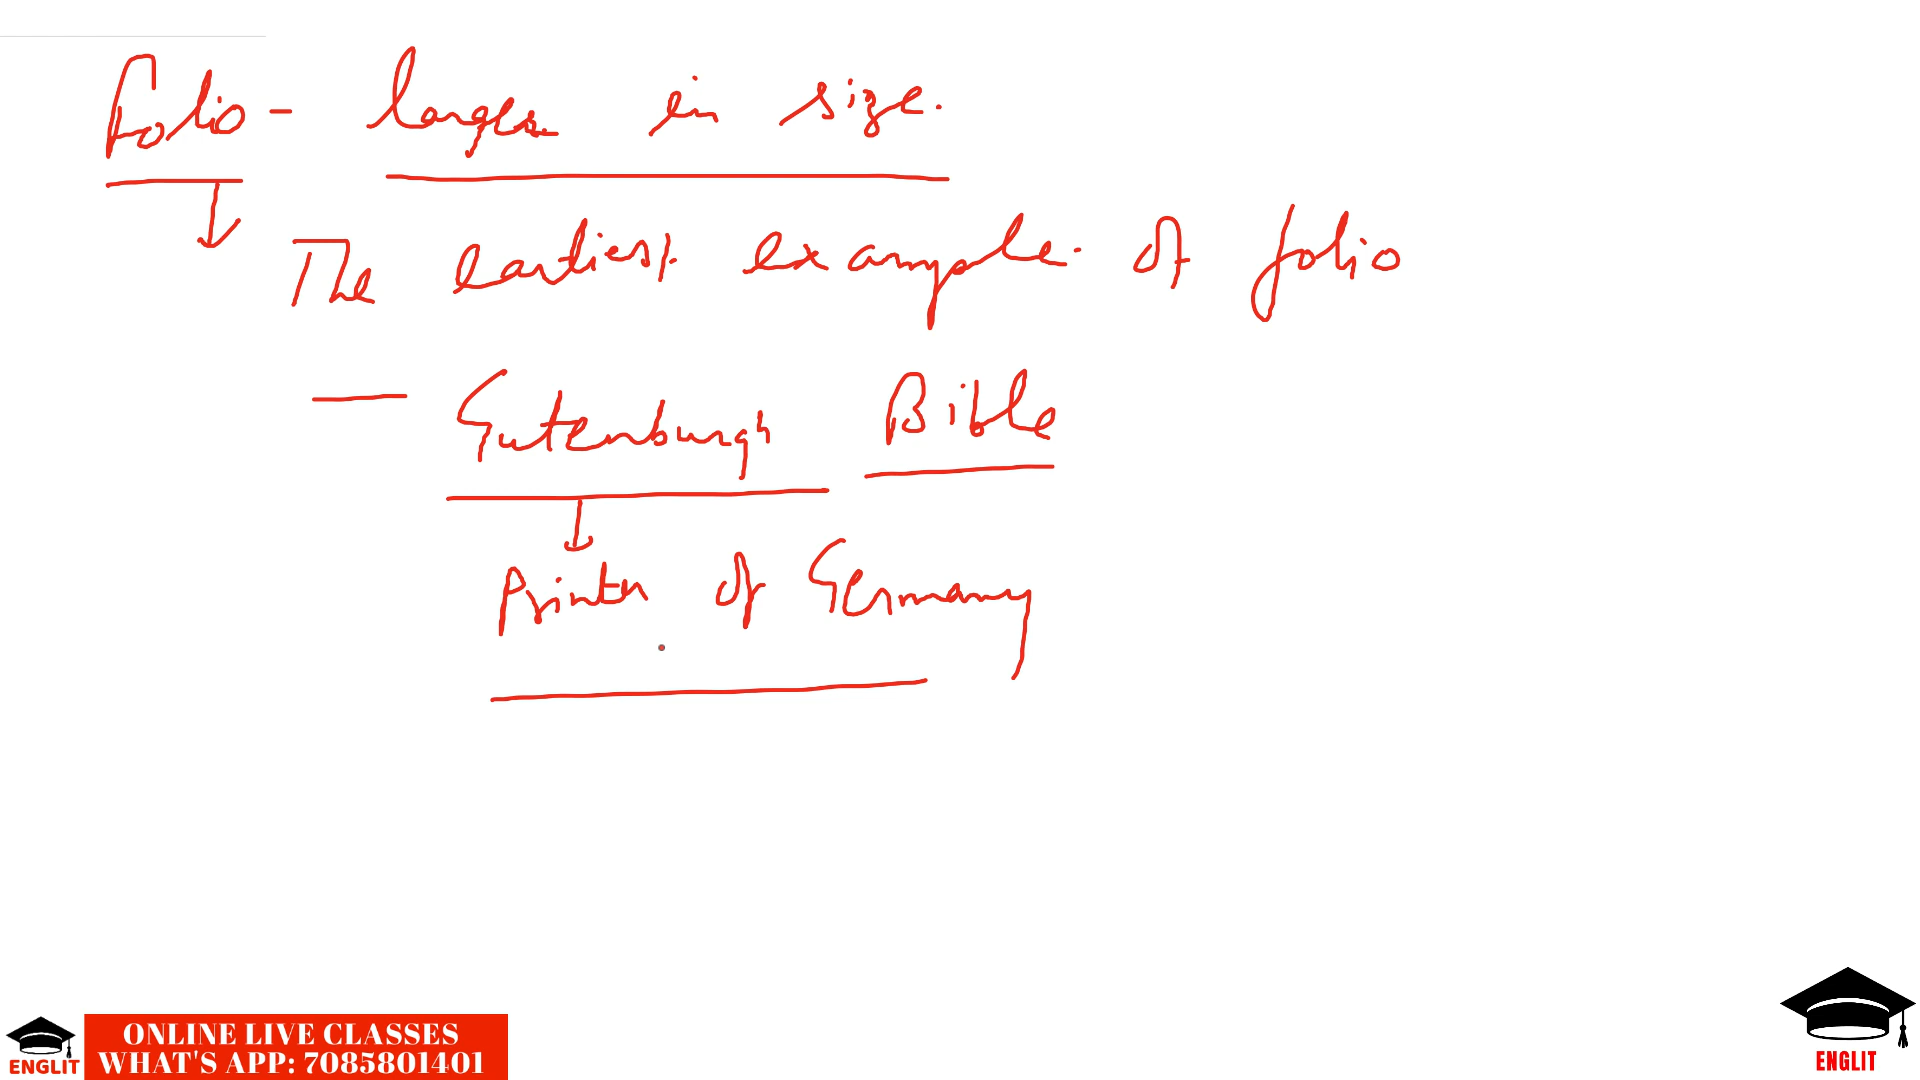 Folio - larger in size.
The earliest example of folio
— Gutenburgh Bible
Printer of Germany
ONLINE LIVE CLASSES
WHAT'S APP: 7085801401
ENGLIT
ENGLIT